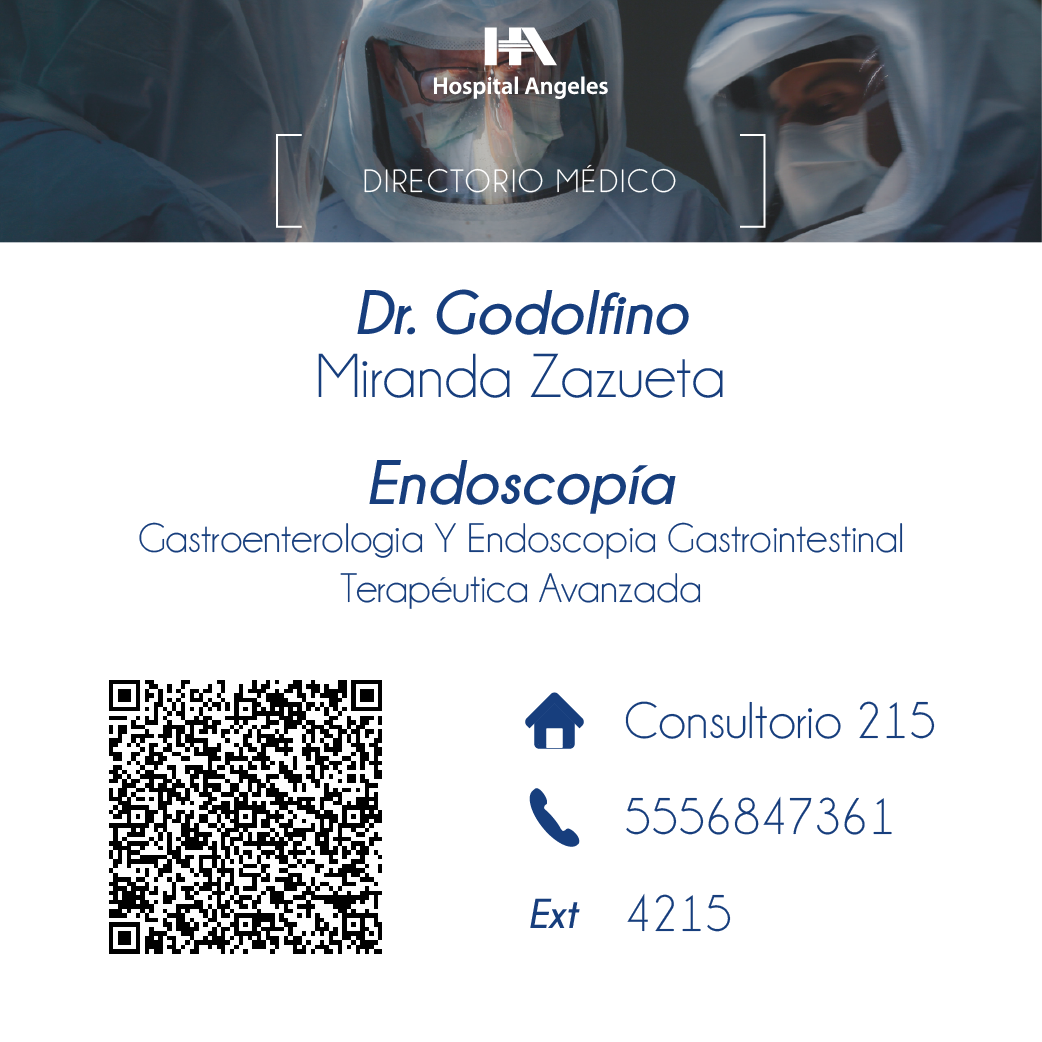 HA
Hospital Angeles
DIRECTORIO MÉDICO
Dr. Godolfino
Miranda Zazueta
Endoscopía
Gastroenterologia Y Endoscopia Gastrointestinal
Terapéutica Avanzada
Consultorio 215
5556847361
Ext 4215